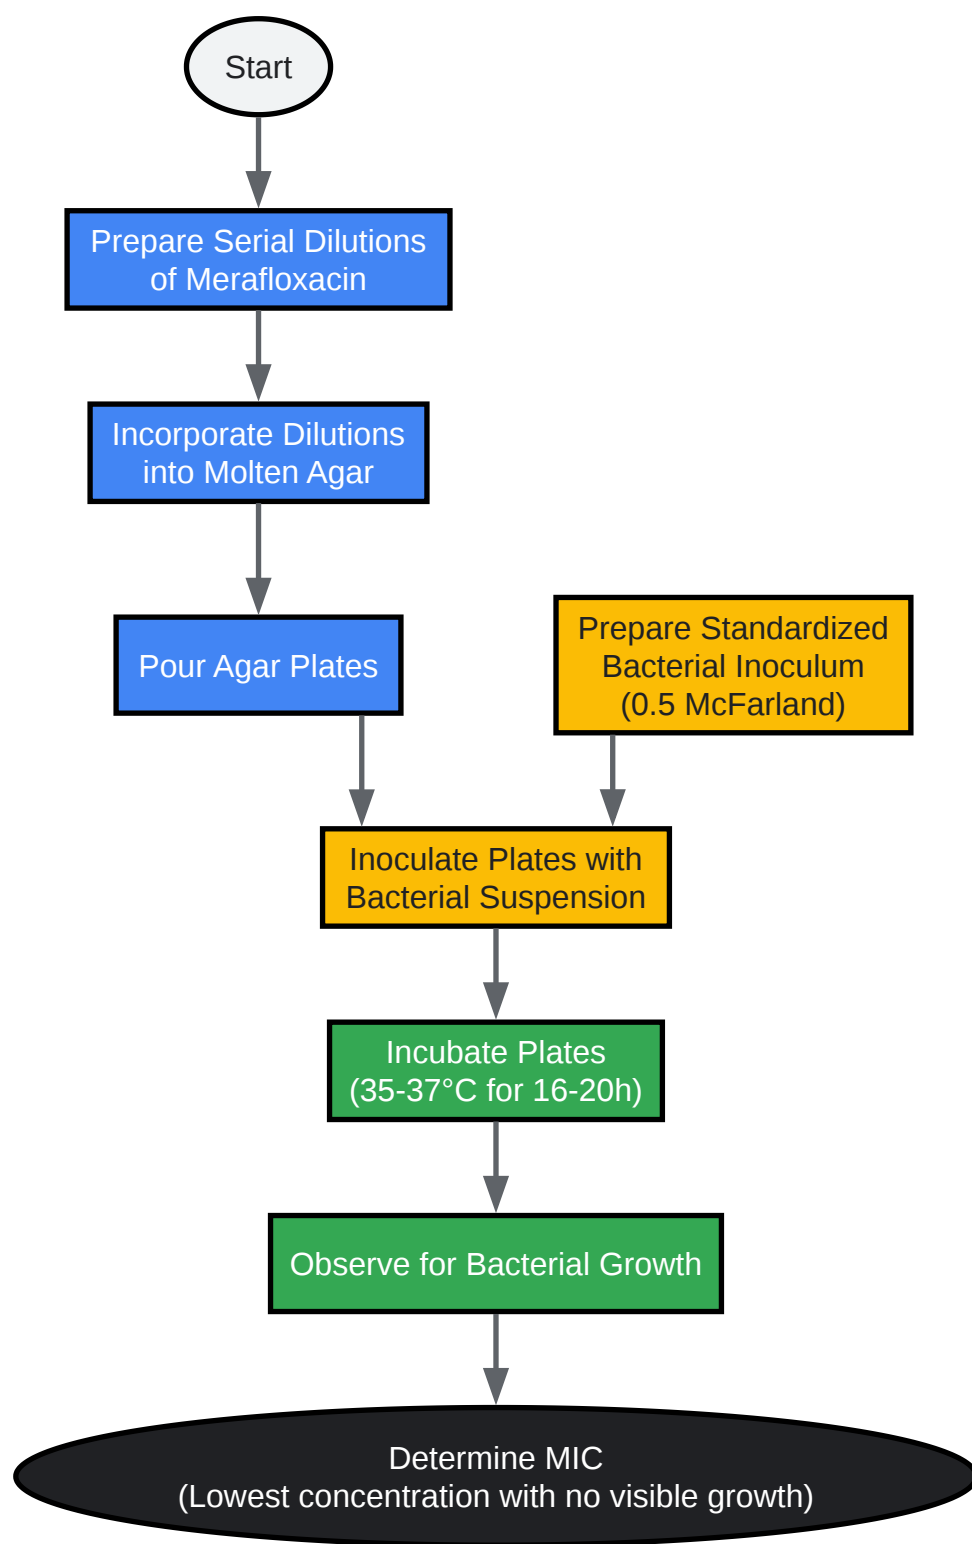 Start
Prepare Serial Dilutions
of Merafloxacin
Incorporate Dilutions
into Molten Agar
Pour Agar Plates
Prepare Standardized
Bacterial Inoculum
(0.5 McFarland)
Inoculate Plates with
Bacterial Suspension
Incubate Plates
(35-37°C for 16-20h)
Observe for Bacterial Growth
Determine MIC
(Lowest concentration with no visible growth)